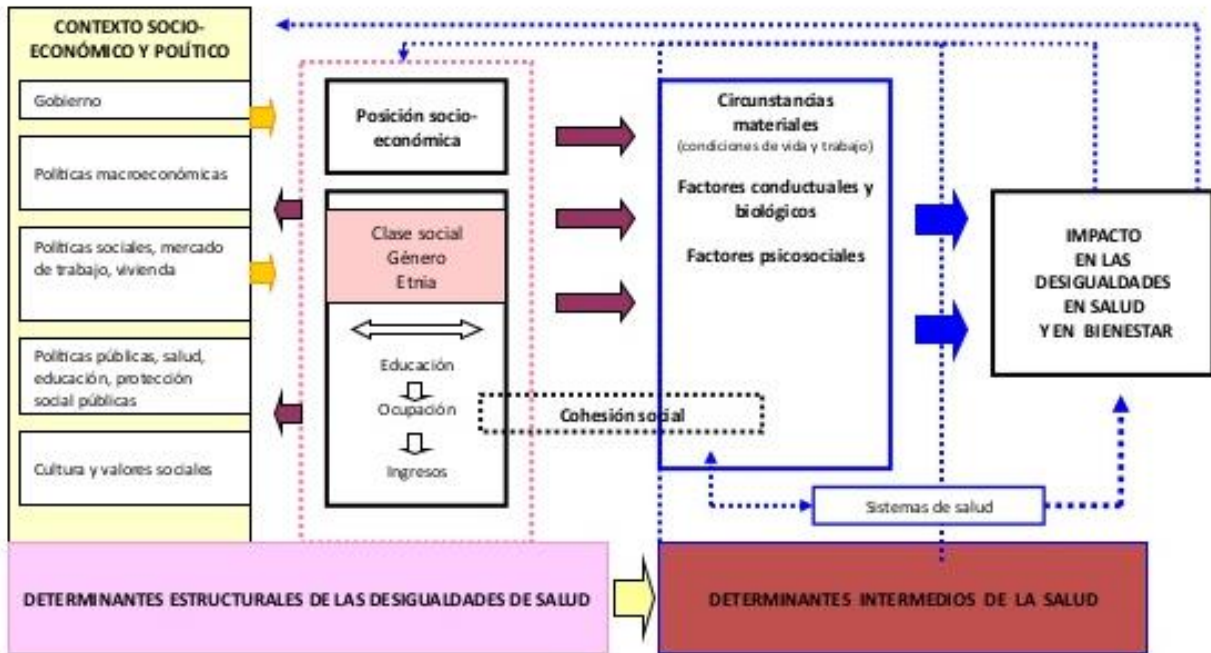 CONTEXTO SOCIO-
ECONÓMICO Y POLÍTICO
Gobierno
Políticas macroeconómicas
Políticas sociales, mercado
de trabajo, vivienda
Políticas públicas, salud,
educación, protección
social públicas
Cultura y valores sociales
Posición socio-
económica
Clase social
Género
Etnia
Educación
Ocupación
Ingresos
Cohesión social
Circunstancias
materiales
(condiciones de vida y trabajo)
Factores conductuales y
biológicos
Factores psicosociales
Sistemas de salud
IMPACTO
EN LAS
DESIGUALDADES
EN SALUD
Y EN BIENESTAR
DETERMINANTES ESTRUCTURALES DE LAS DESIGUALDADES DE SALUD
DETERMINANTES INTERMEDIOS DE LA SALUD